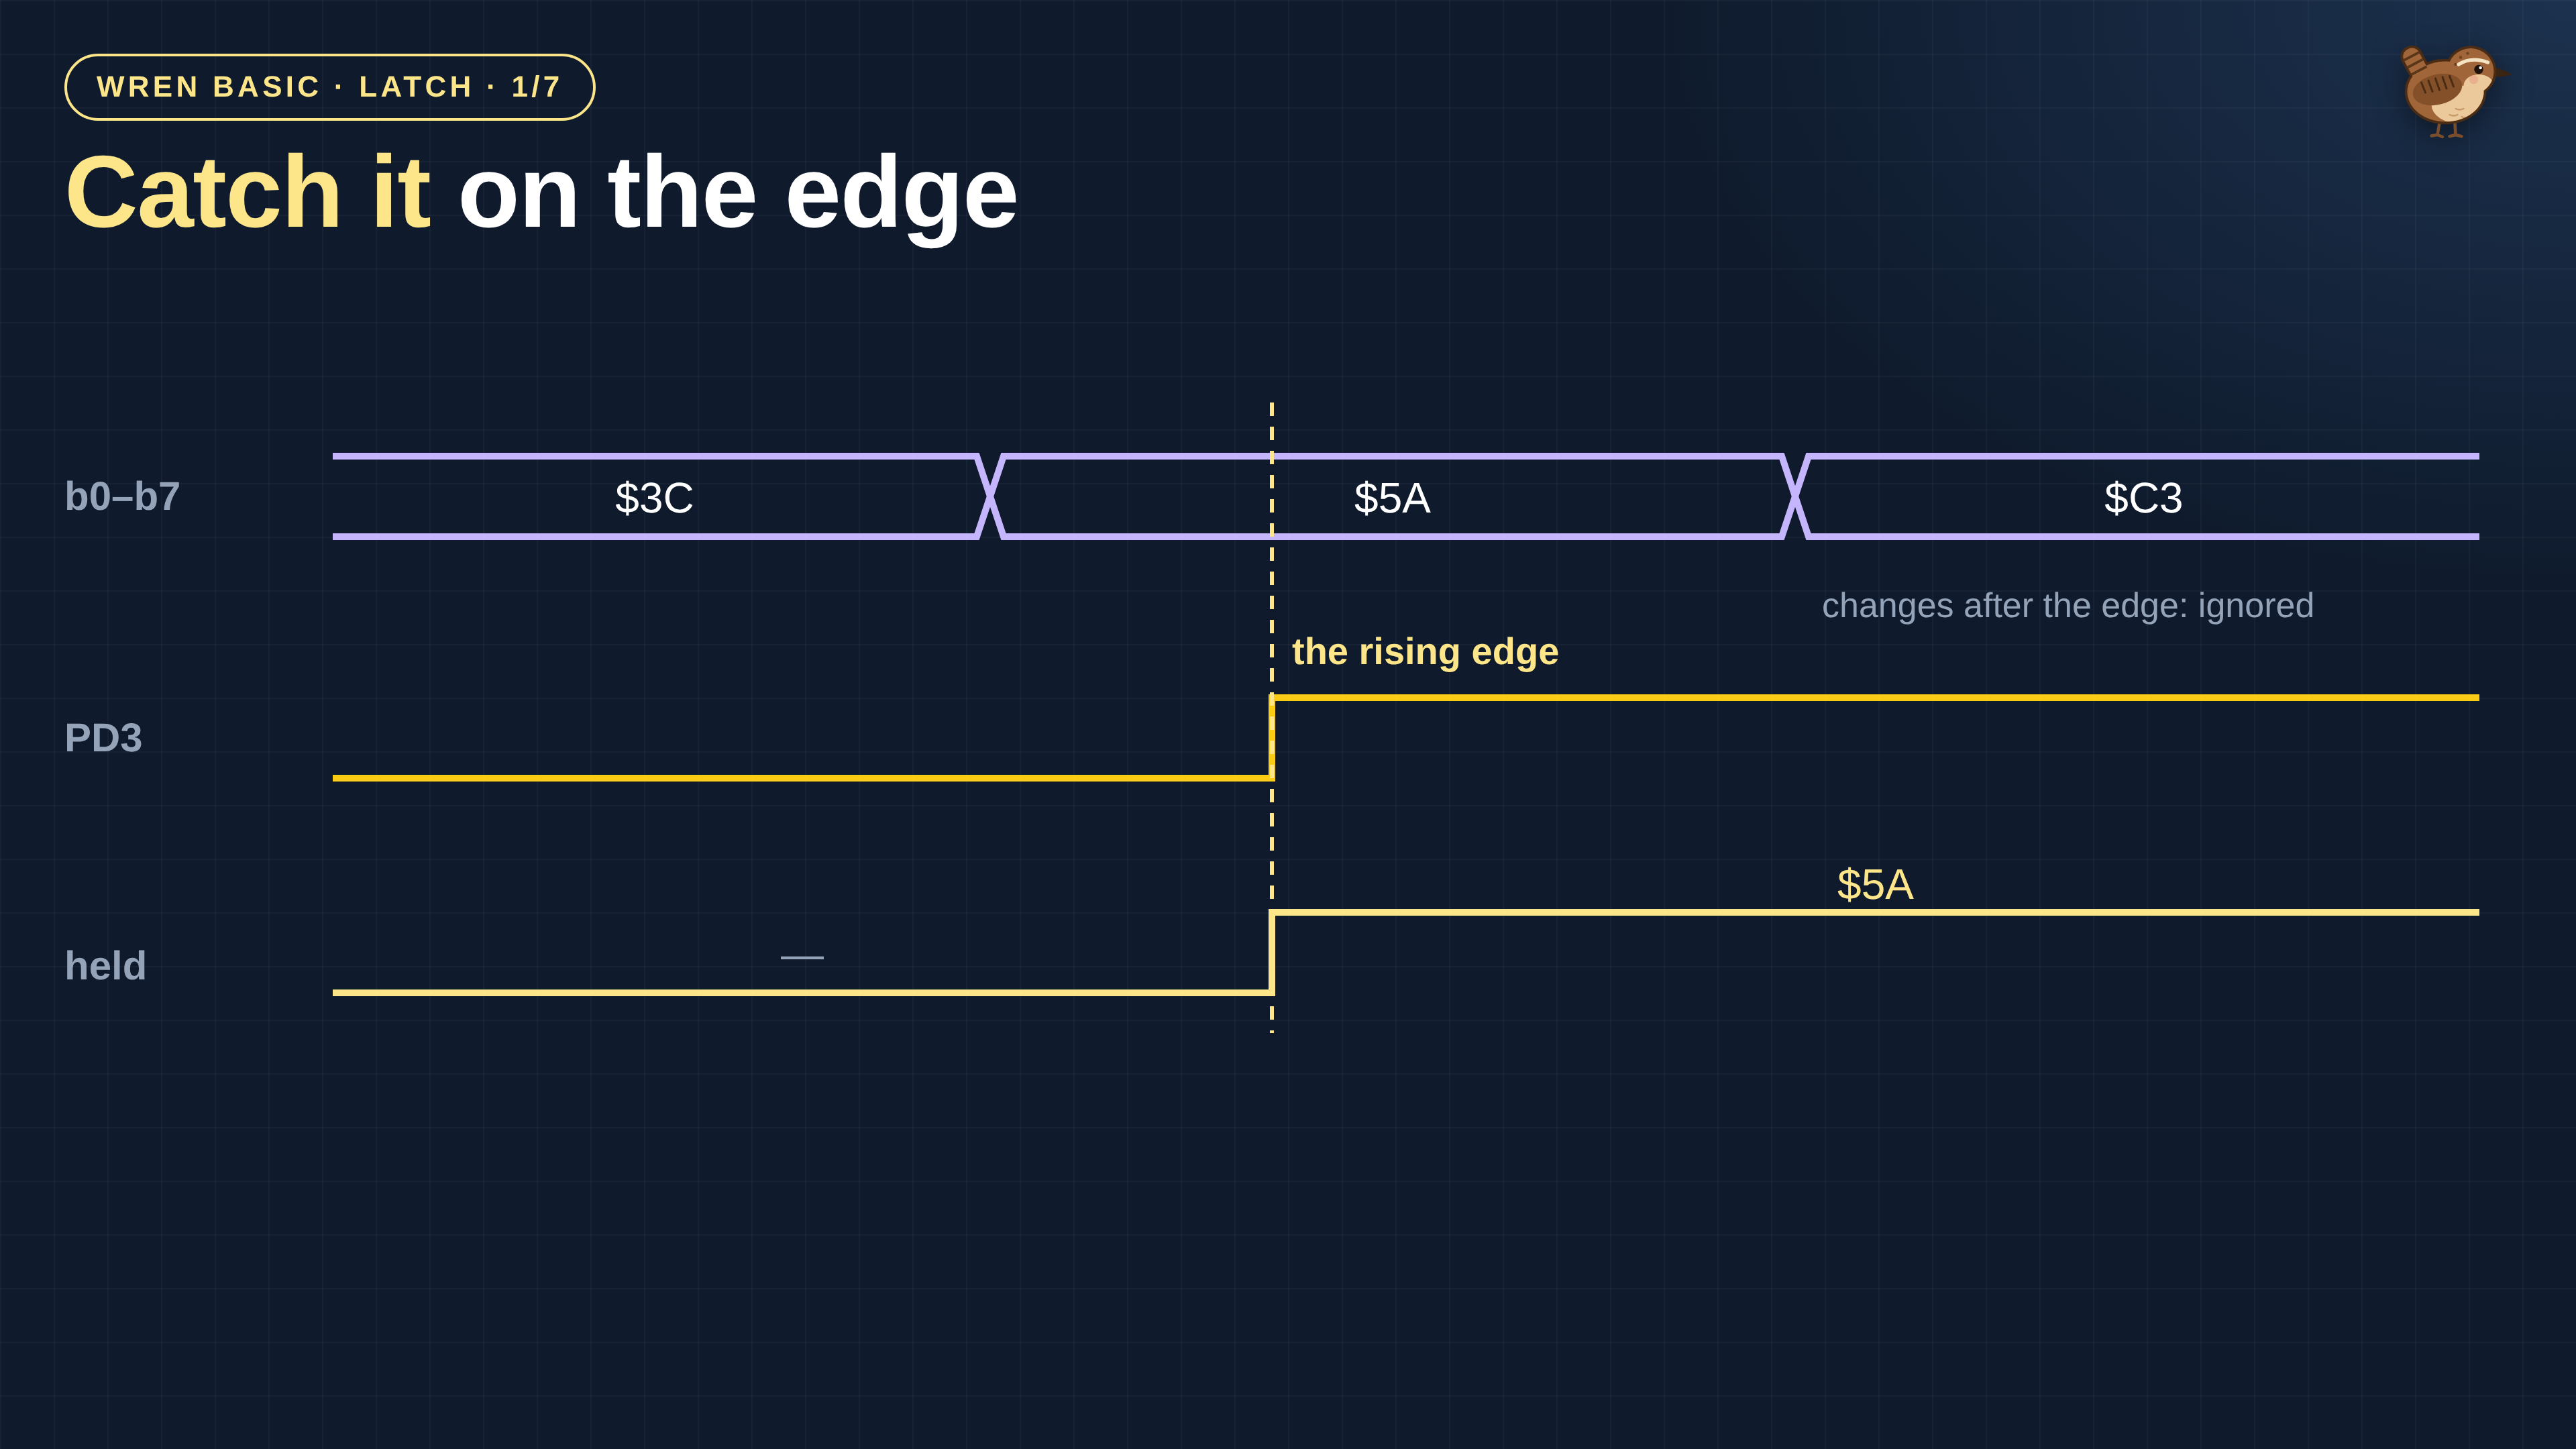 WREN BASIC · LATCH · 1/7
Catch it on the edge
b0–b7
$3C
$5A
$C3
changes after the edge: ignored
the rising edge
PD3
$5A
held
—